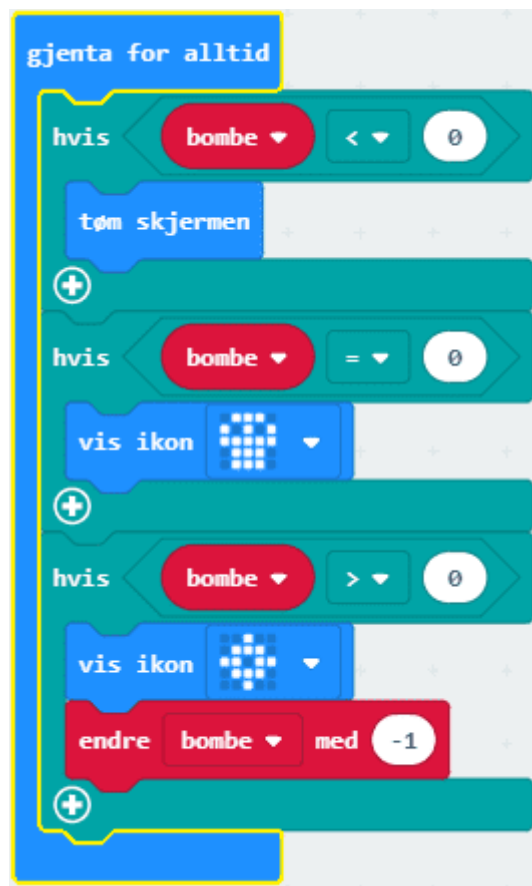 gjenta for alltid
hvis bombe < 0
tøm skjermen
hvis bombe = 0
vis ikon
hvis bombe > 0
vis ikon
endre bombe med -1